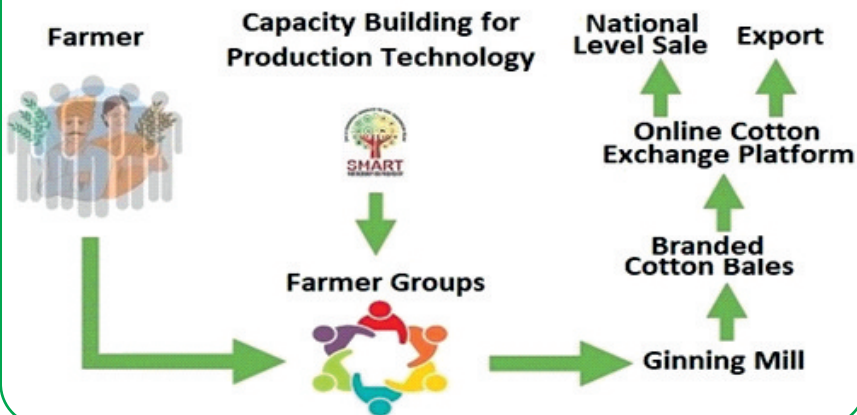 Farmer
Capacity Building for
Production Technology
SMART
Farmer Groups
National
Level Sale
Export
Online Cotton
Exchange Platform
Branded
Cotton Bales
Ginning Mill